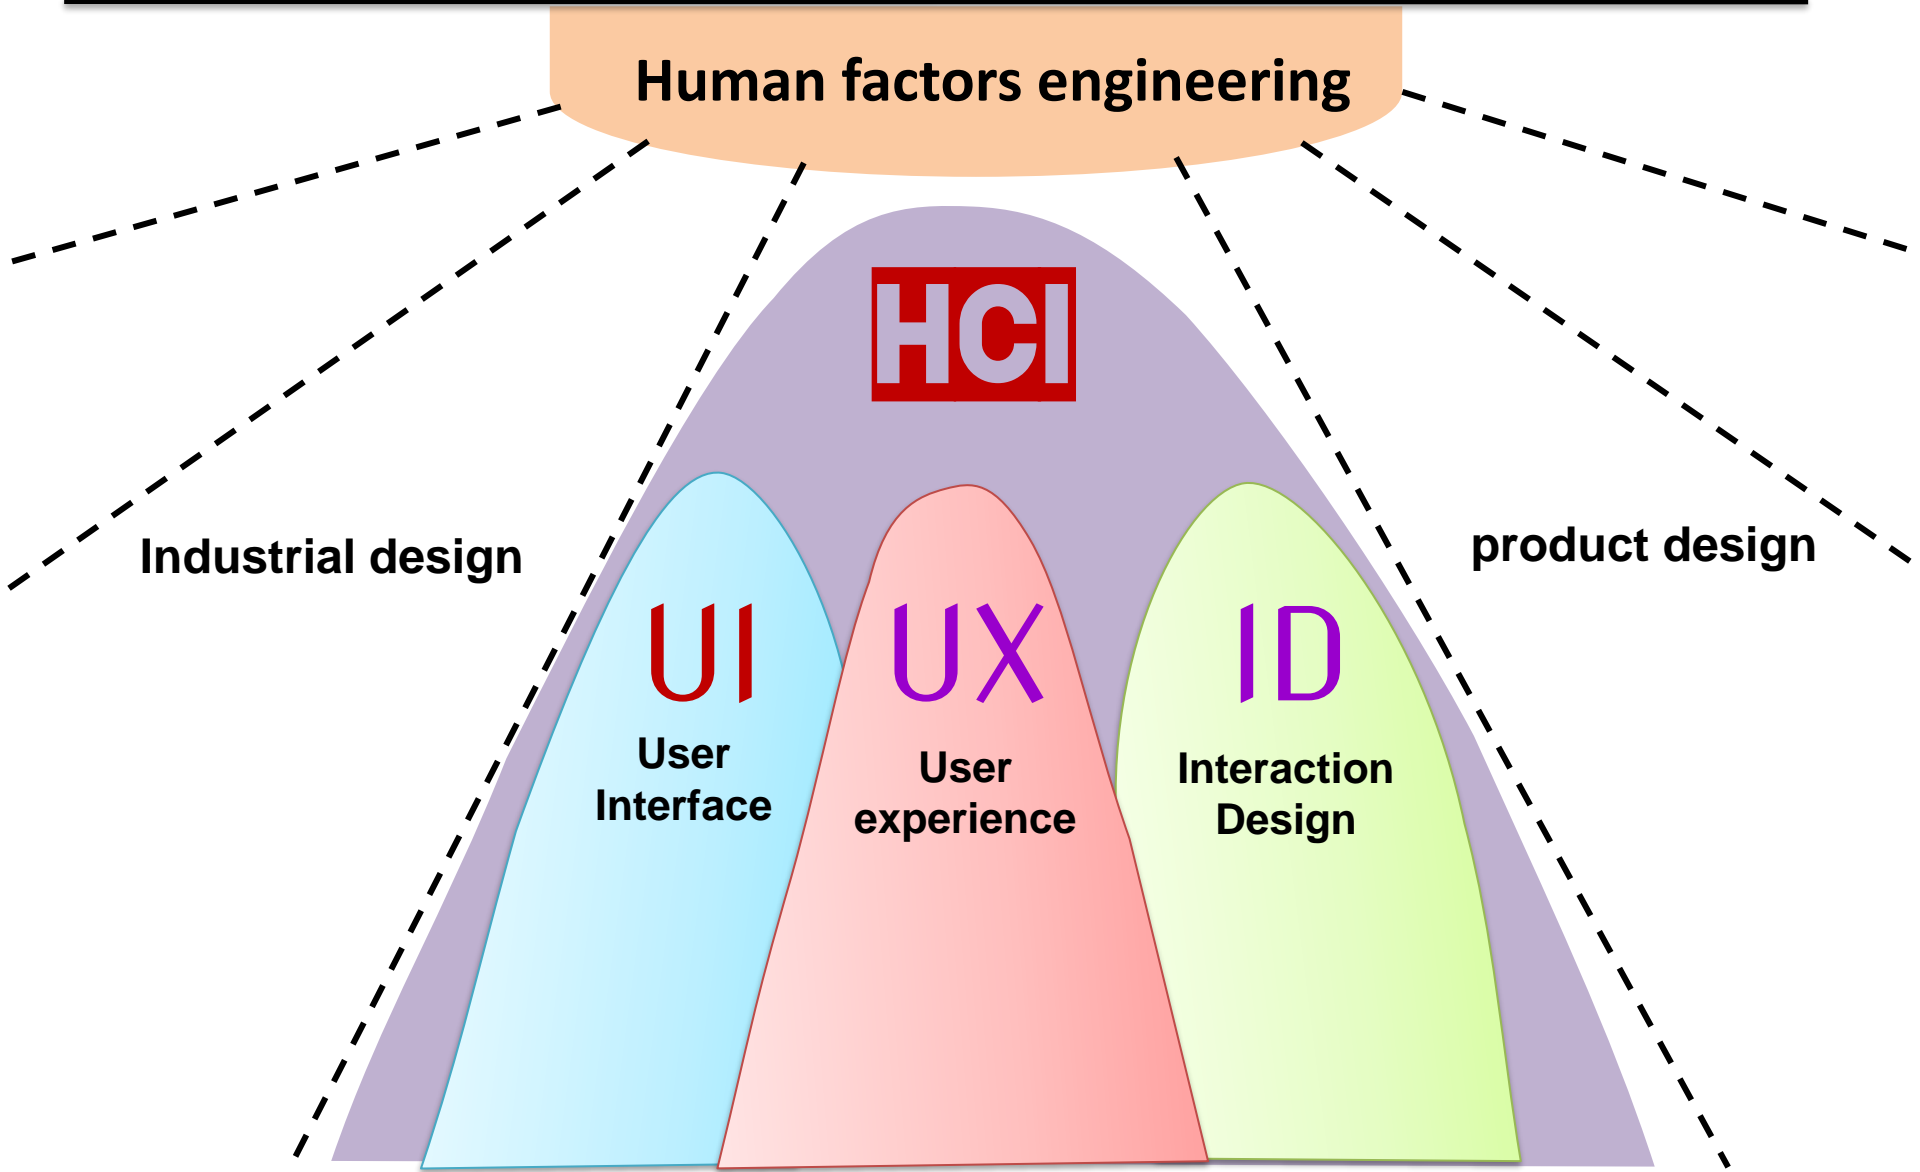 Human factors engineering
HCI
Industrial design
product design
UI
UX
ID
User
Interface
User
experience
Interaction
Design